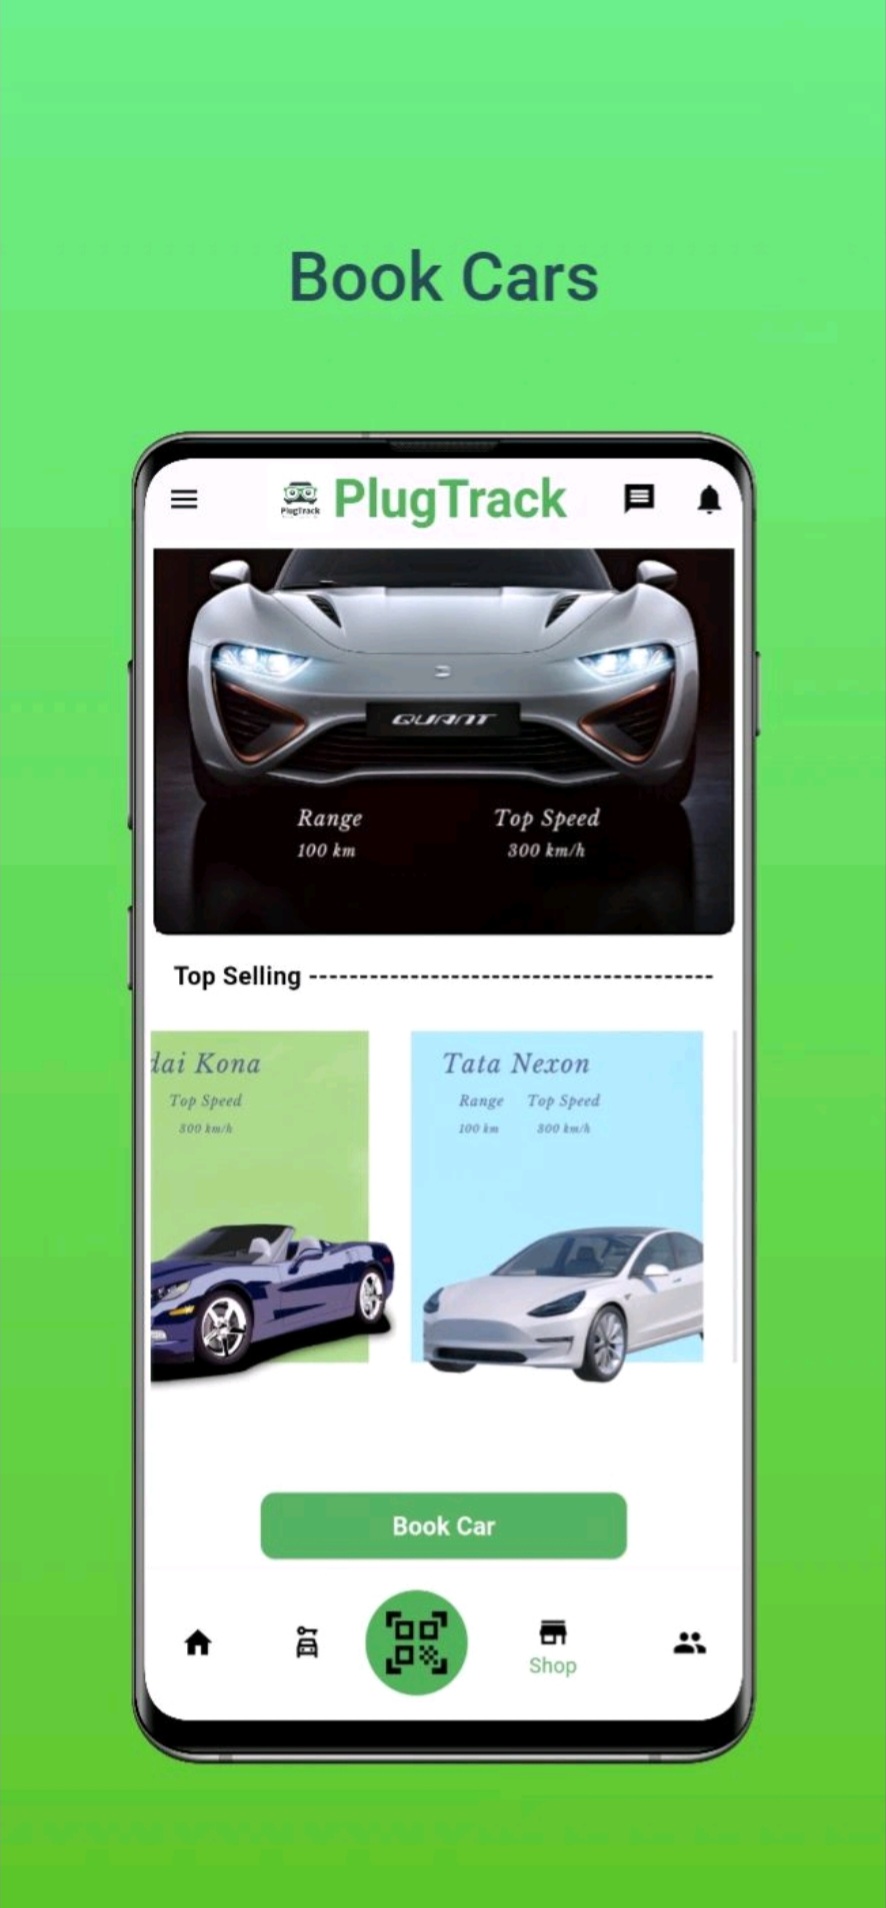 Book Cars
PlugTrack
PlugTrack
QUANT
Range Top Speed
100 km 300 km/h
Top Selling ----------------------------------------
dai Kona
Top Speed
300 km/h
Tata Nexon
Range Top Speed
100 km 300 km/h
Book Car
Shop